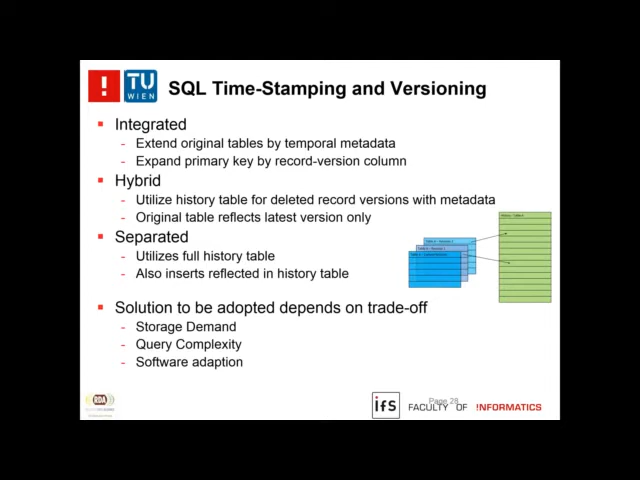 !
TU
WIEN
SQL Time-Stamping and Versioning
Integrated
- Extend original tables by temporal metadata
- Expand primary key by record-version column
Hybrid
- Utilize history table for deleted record versions with metadata
- Original table reflects latest version only
Separated
- Utilizes full history table
- Also inserts reflected in history table
Solution to be adopted depends on trade-off
- Storage Demand
- Query Complexity
- Software adaption
ifs
Page 28
FACULTY OF !NFORMATICS